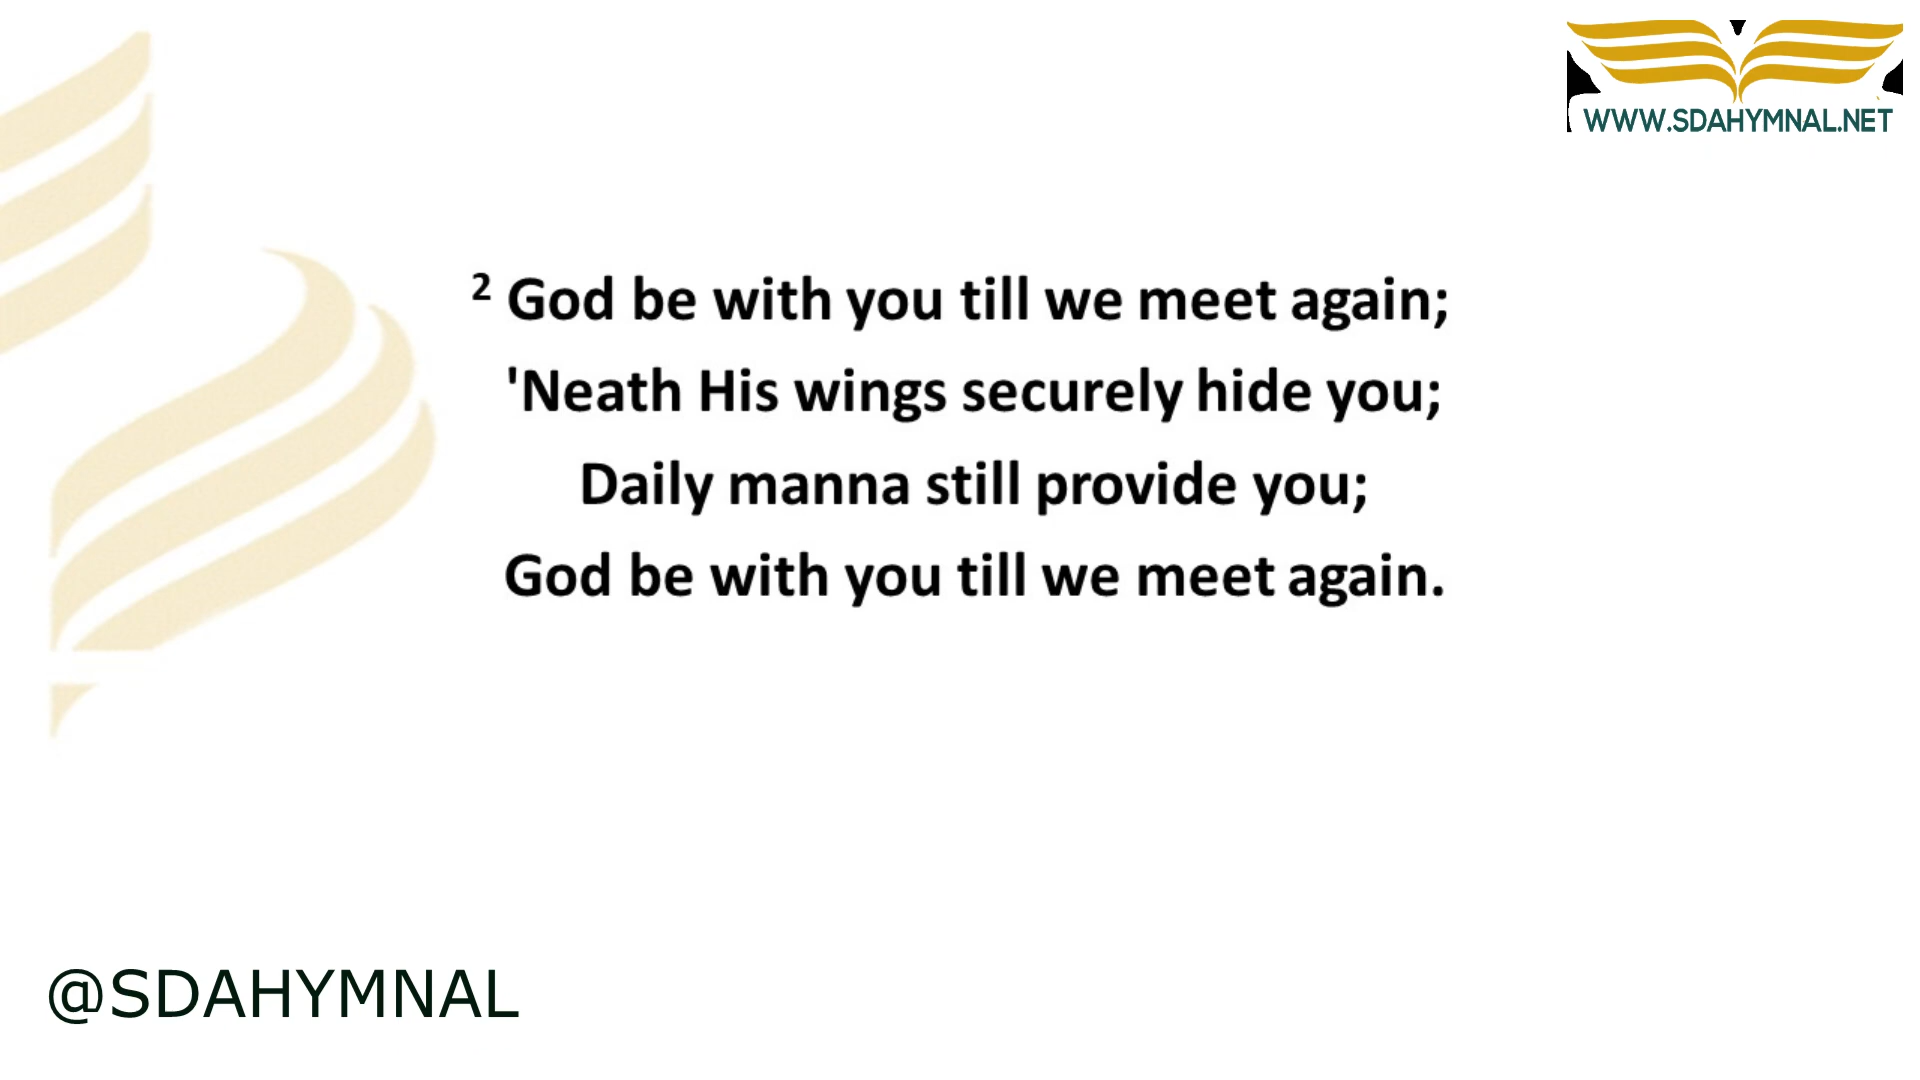 WWW.SDAHYMNAL.NET
² God be with you till we meet again;
'Neath His wings securely hide you;
Daily manna still provide you;
God be with you till we meet again.
@SDAHYMNAL